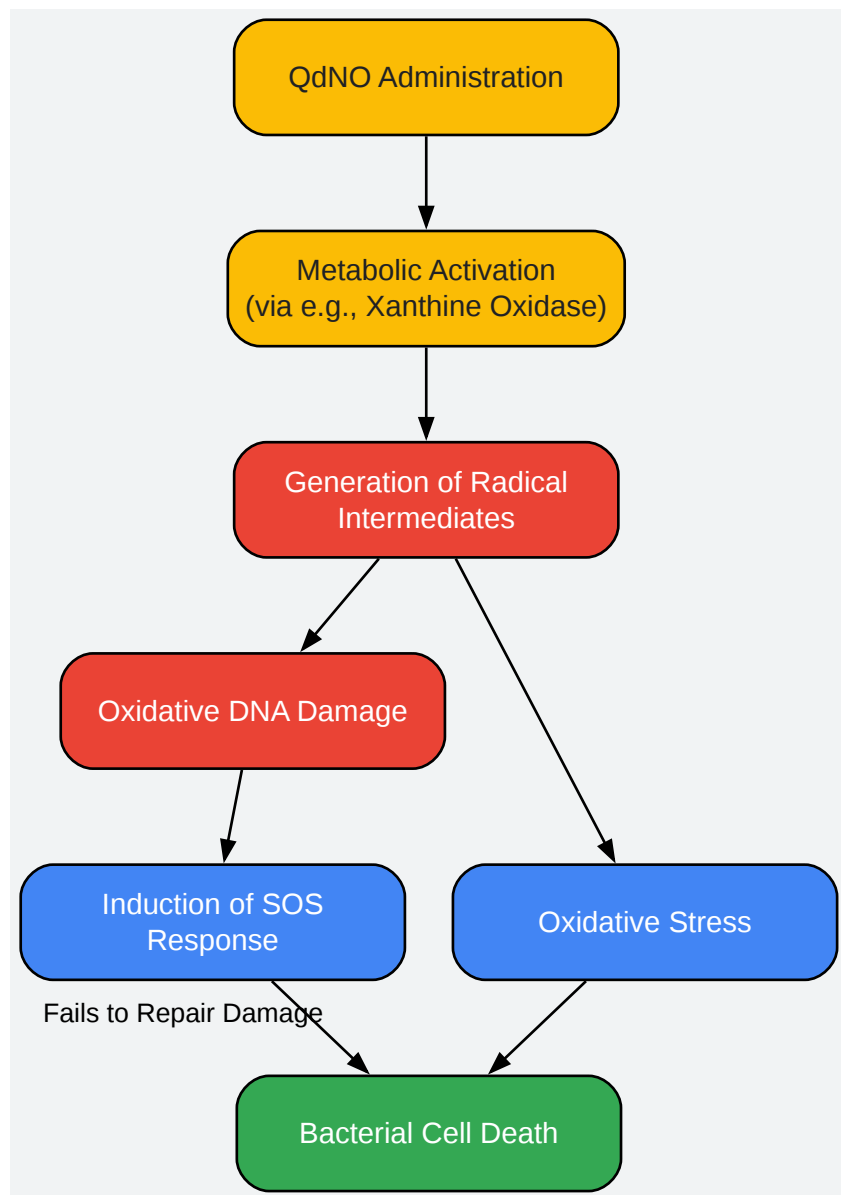 QdNO Administration
Metabolic Activation
(via e.g., Xanthine Oxidase)
Generation of Radical
Intermediates
Oxidative DNA Damage
Induction of SOS
Response
Oxidative Stress
Fails to Repair Damage
Bacterial Cell Death